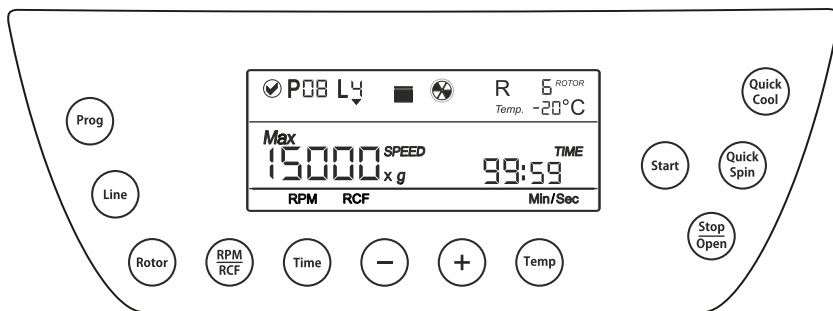 P08 L4 R 6 ROTOR
Temp. -20°C
Max
15000 SPEED x g 99:59 TIME
RPM RCF Min/Sec
Prog
Line
Rotor
RPM
RCF
Time
−
+
Temp
Start
Quick
Cool
Quick
Spin
Stop
Open